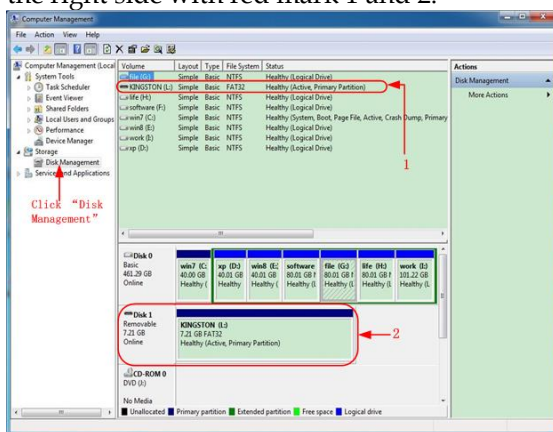 the right side with red mark 1 and 2.
Computer Management
File Action View Help
Computer Management (Local
System Tools
Task Scheduler
Event Viewer
Shared Folders
Local Users and Groups
Performance
Device Manager
Storage
Disk Management
Services and Applications
Click “Disk
Management”
Volume Layout Type File System Status
file (G:) Simple Basic NTFS Healthy (Logical Drive)
KINGSTON (L:) Simple Basic FAT32 Healthy (Active, Primary Partition)
life (H:) Simple Basic NTFS Healthy (Logical Drive)
software (F:) Simple Basic NTFS Healthy (Logical Drive)
win7 (C:) Simple Basic NTFS Healthy (System, Boot, Page File, Active, Crash Dump, Primary
win8 (E:) Simple Basic NTFS Healthy (Logical Drive)
work (I:) Simple Basic NTFS Healthy (Logical Drive)
xp (D:) Simple Basic NTFS Healthy (Logical Drive)
1
Actions
Disk Management
More Actions
Disk 0
Basic
461.29 GB
Online
win7 (C:
40.00 GB
Healthy (
xp (D:)
40.01 GB
Healthy
win8 (E:
40.01 GB
Healthy (
software
80.01 GB
Healthy (L
file (G:)
80.01 GB
Healthy (L
life (H:)
80.01 GB
Healthy (L
work (I:)
101.22 GB
Healthy (L
Disk 1
Removable
7.21 GB
Online
KINGSTON (L:)
7.21 GB FAT32
Healthy (Active, Primary Partition)
2
CD-ROM 0
DVD (J:)
No Media
Unallocated Primary partition Extended partition Free space Logical drive